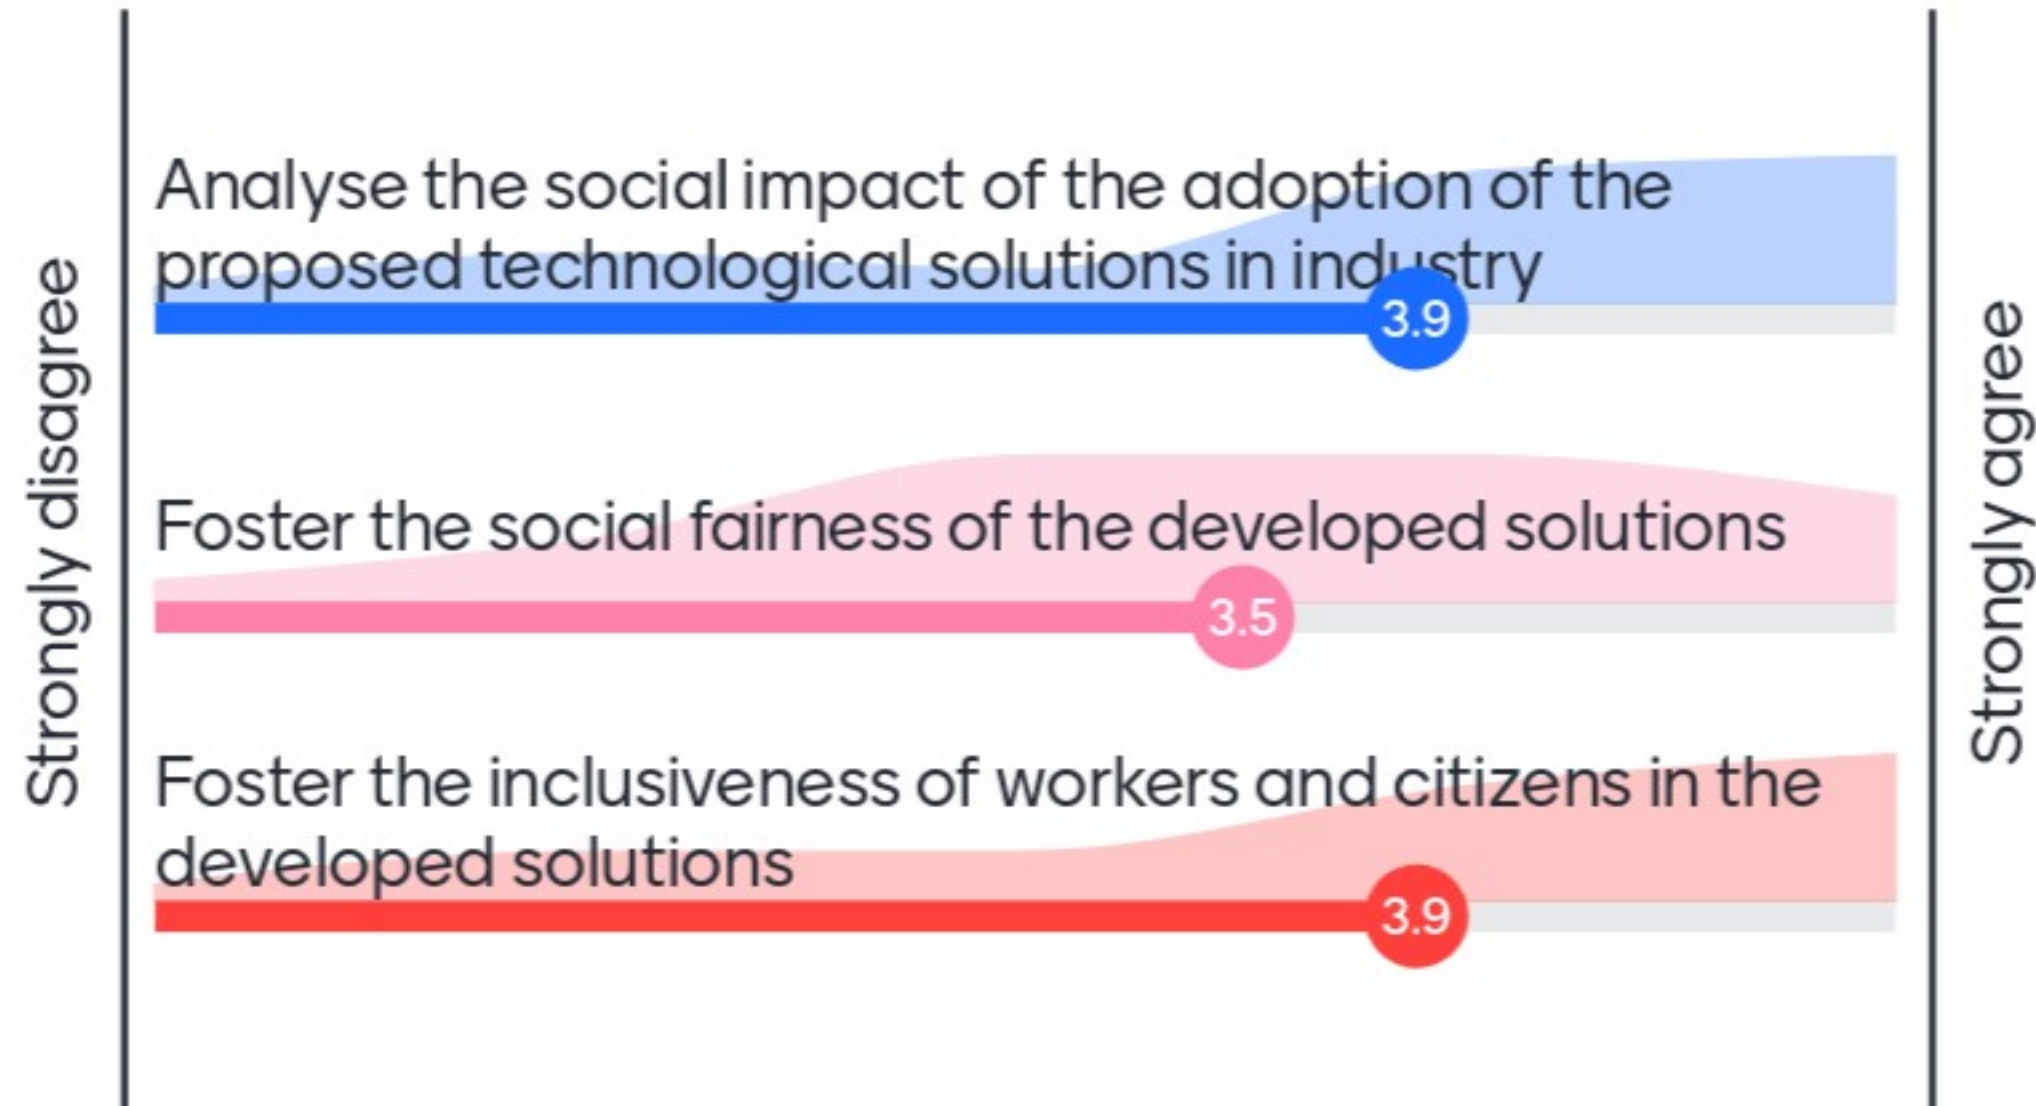 Strongly disagree
Analyse the social impact of the adoption of the
proposed technological solutions in industry
3.9
Foster the social fairness of the developed solutions
3.5
Foster the inclusiveness of workers and citizens in the
developed solutions
3.9
Strongly agree